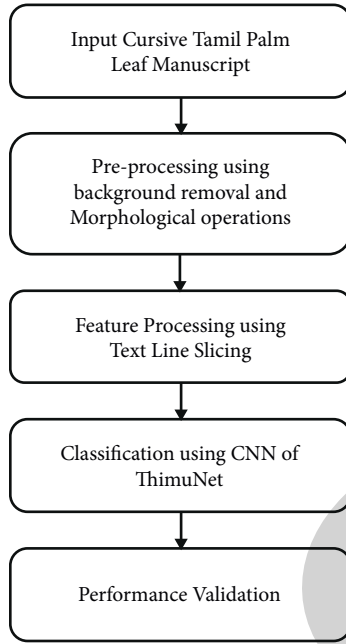 Input Cursive Tamil Palm
Leaf Manuscript
Pre-processing using
background removal and
Morphological operations
Feature Processing using
Text Line Slicing
Classification using CNN of
ThimuNet
Performance Validation